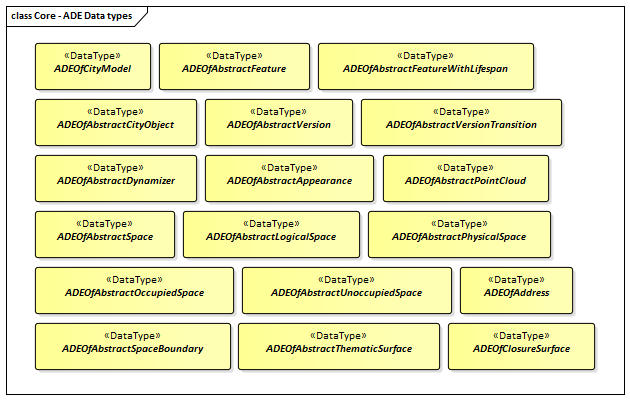 class Core - ADE Data types
«DataType» «DataType» «DataType»
ADEOfCityModel ADEOfAbstractFeature ADEOfAbstractFeatureWithLifespan
«DataType» «DataType» «DataType»
ADEOfAbstractCityObject ADEOfAbstractVersion ADEOfAbstractVersionTransition
«DataType» «DataType» «DataType»
ADEOfAbstractDynamizer ADEOfAbstractAppearance ADEOfAbstractPointCloud
«DataType» «DataType» «DataType»
ADEOfAbstractSpace ADEOfAbstractLogicalSpace ADEOfAbstractPhysicalSpace
«DataType» «DataType» «DataType»
ADEOfAbstractOccupiedSpace ADEOfAbstractUnoccupiedSpace ADEOfAddress
«DataType» «DataType» «DataType»
ADEOfAbstractSpaceBoundary ADEOfAbstractThematicSurface ADEOfClosureSurface